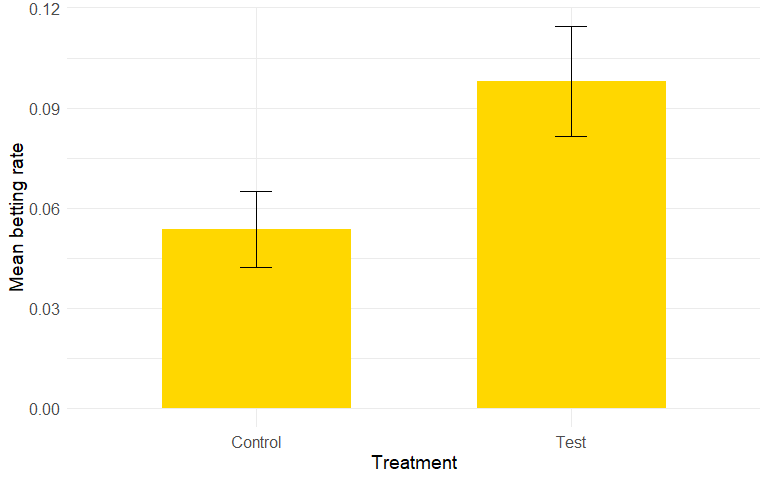 0.12
0.09
0.06
0.03
0.00
Mean betting rate
Control Test
Treatment